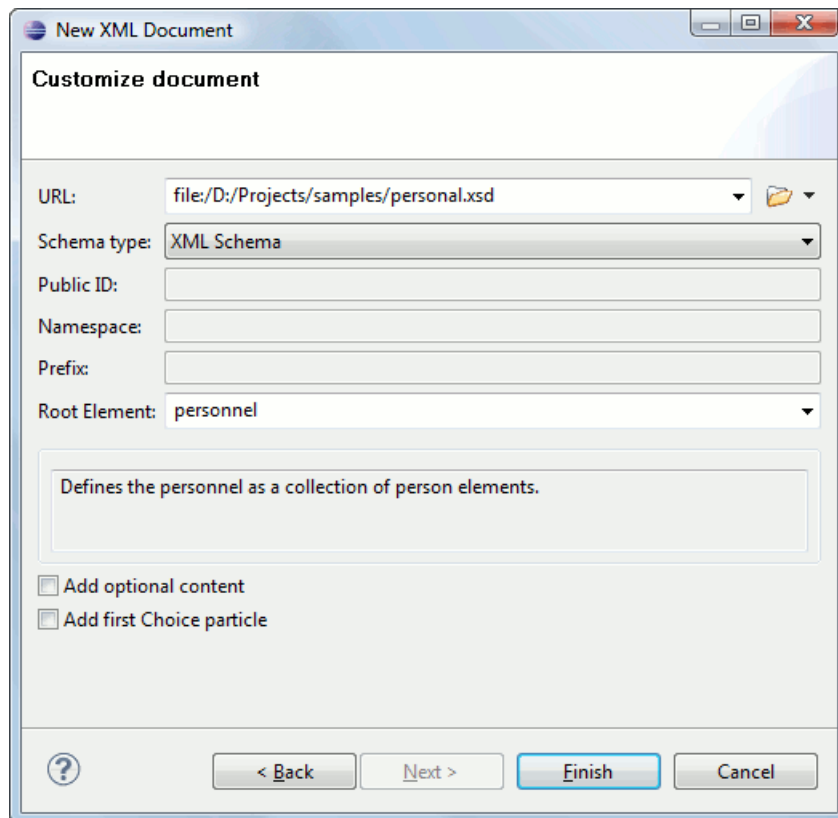 New XML Document
Customize document
URL: file:/D:/Projects/samples/personal.xsd
Schema type: XML Schema
Public ID:
Namespace:
Prefix:
Root Element: personnel
Defines the personnel as a collection of person elements.
Add optional content
Add first Choice particle
? < Back Next > Finish Cancel